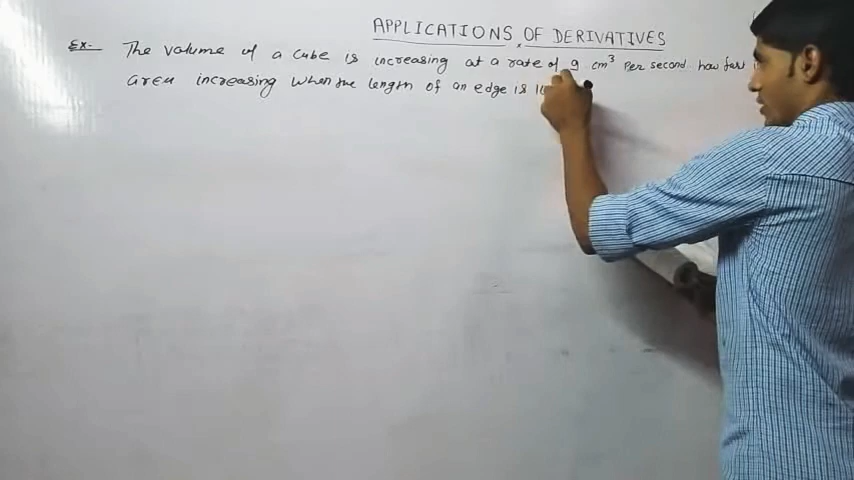 APPLICATIONS OF DERIVATIVES
Ex- The volume of a cube is increasing at a rate of 9 cm³ per second. how fast
area increasing when the length of an edge is